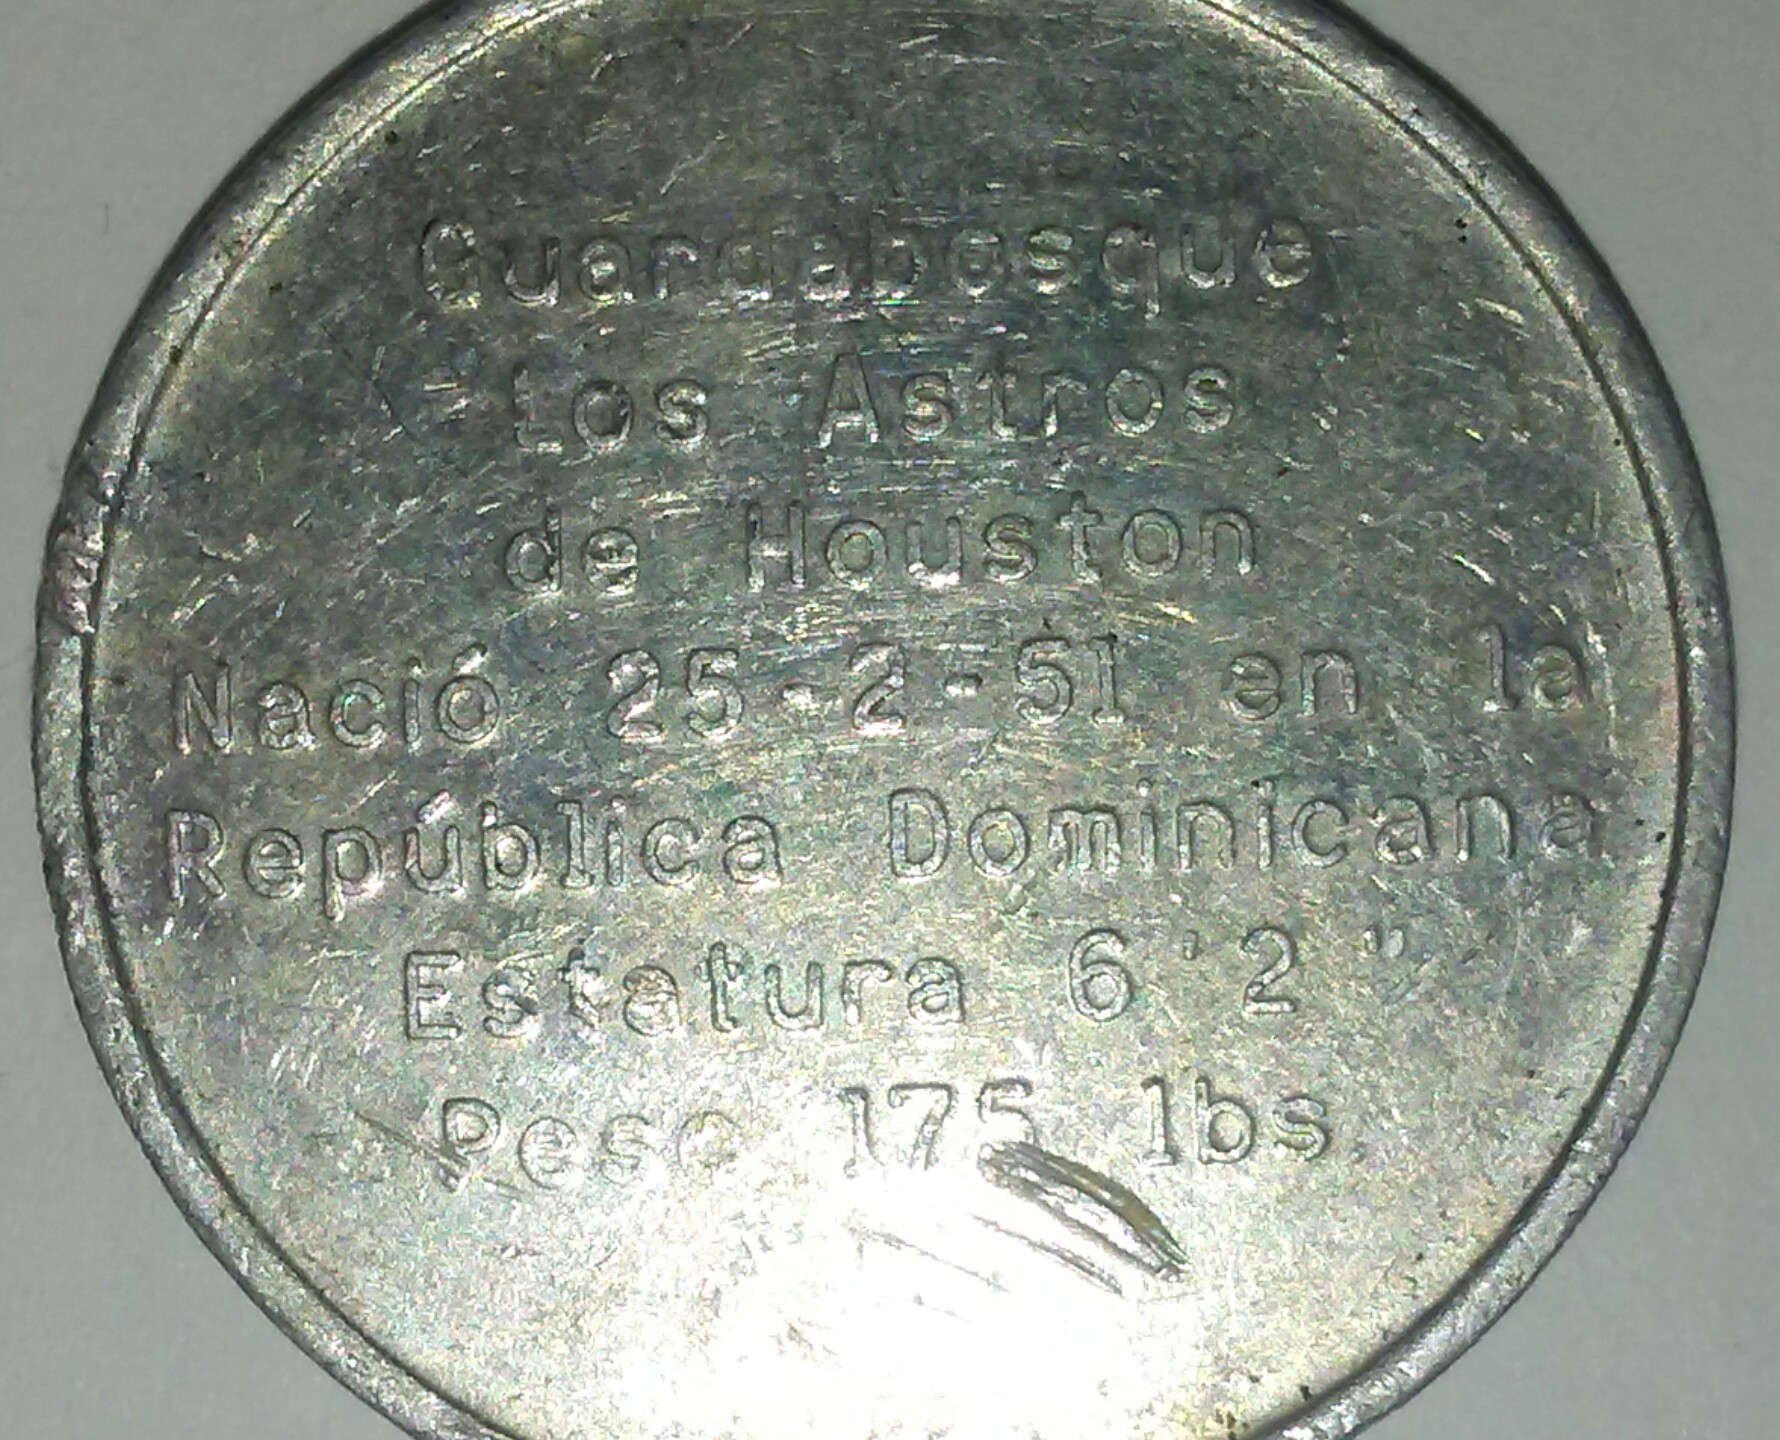 Guardabosque
Los Astros
de Houston
Nació 25-2-51 en la
República Dominicana
Estatura 6'2"
Peso 175 lbs